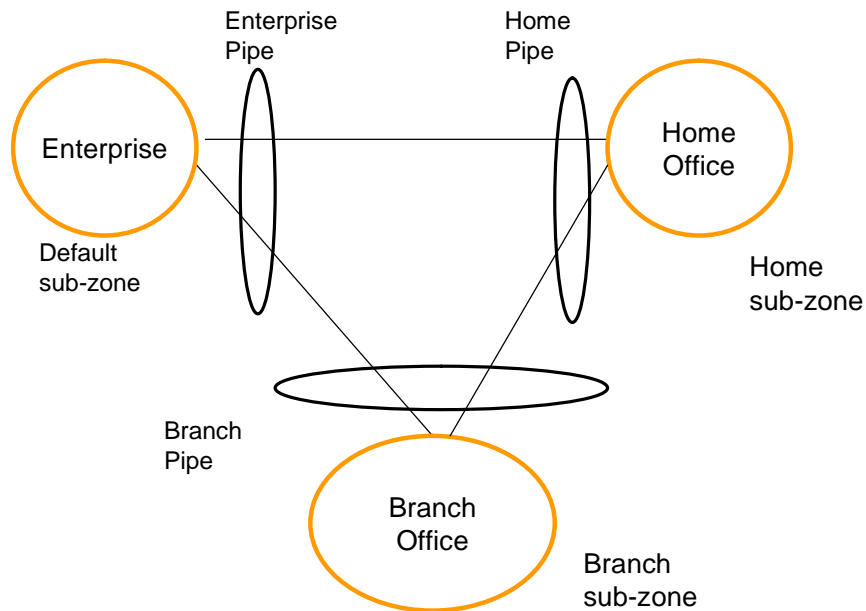 Enterprise
Pipe
Home
Pipe
Enterprise
Home
Office
Default
sub-zone
Home
sub-zone
Branch
Pipe
Branch
Office
Branch
sub-zone